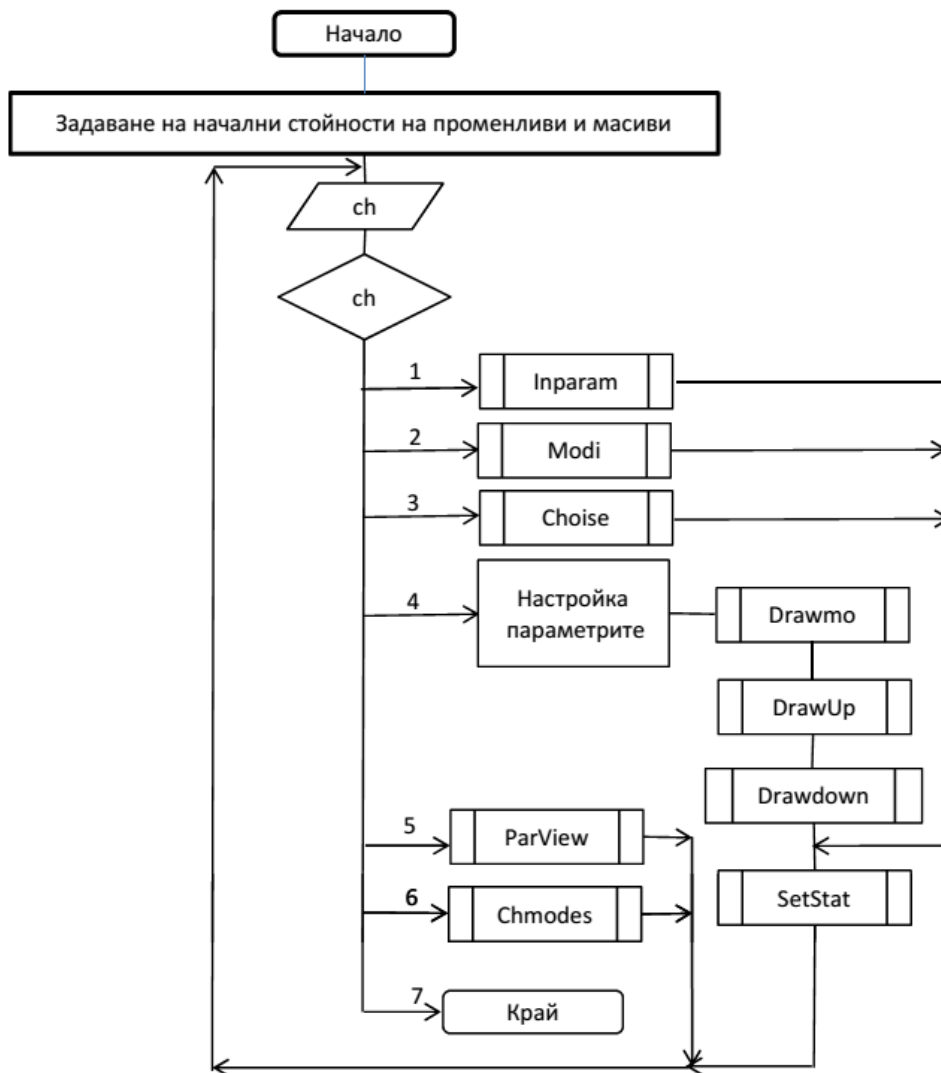 Начало
Задаване на начални стойности на променливи и масиви
ch
ch
1
Inparam
2
Modi
3
Choise
4
Настройка
параметрите
Drawmo
DrawUp
Drawdown
5
ParView
6
Chmodes
SetStat
7
Край